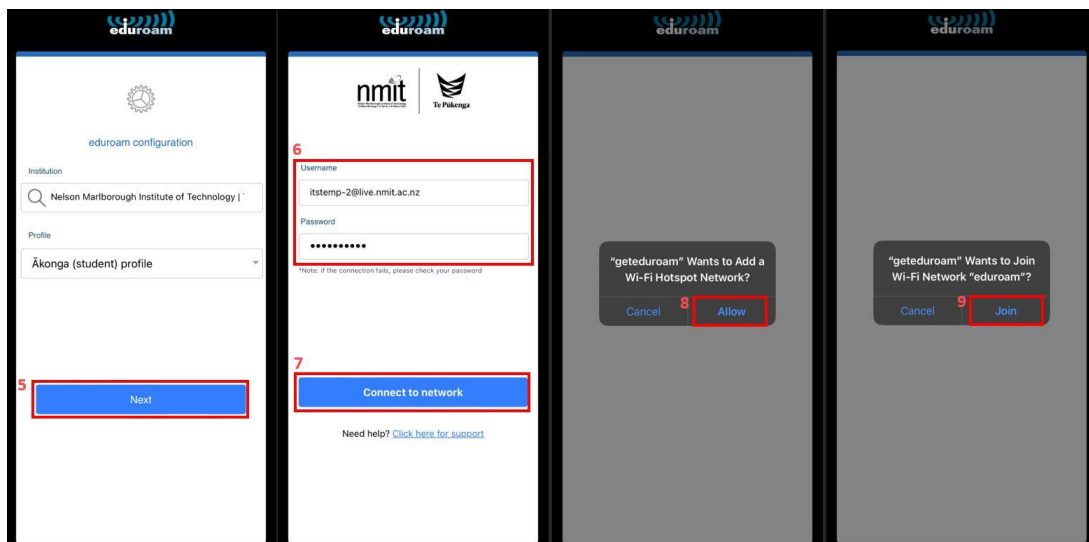 eduroam
eduroam configuration
Institution
Nelson Marlborough Institute of Technology |
Profile
Ākonga (student) profile
5
Next
eduroam
nmit
Te Pūkenga
6
Username
itstemp-2@live.nmit.ac.nz
Password
••••••••••
*Note: if the connection fails, please check your password
7
Connect to network
Need help? Click here for support
eduroam
"geteduroam" Wants to Add a
Wi-Fi Hotspot Network?
Cancel
8
Allow
eduroam
"geteduroam" Wants to Join
Wi-Fi Network "eduroam"?
Cancel
9
Join